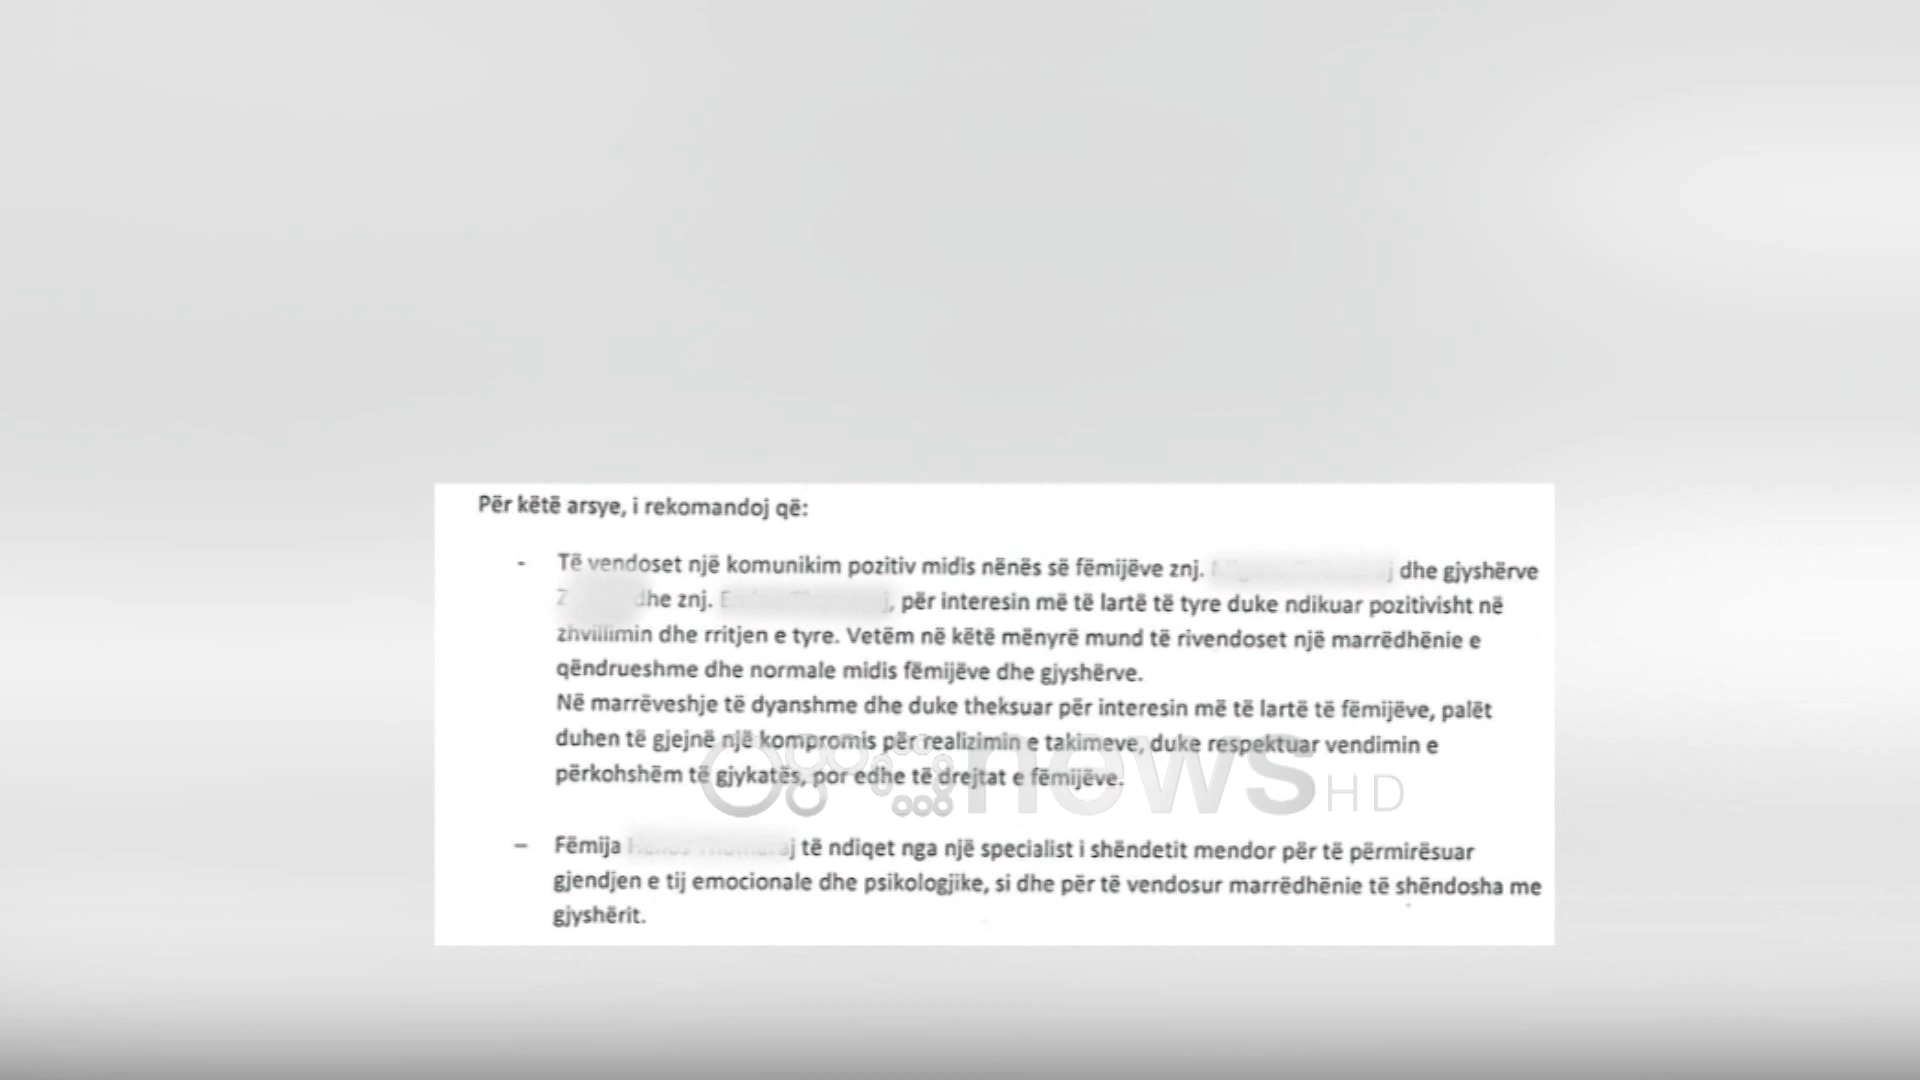 Për këtë arsye, i rekomandoj që:
- Të vendoset një komunikim pozitiv midis nënës së fëmijëve znj. dhe gjyshërve
Z dhe znj. , për interesin më të lartë të tyre duke ndikuar pozitivisht në
zhvillimin dhe rritjen e tyre. Vetëm në këtë mënyrë mund të rivendoset një marrëdhënie e
qëndrueshme dhe normale midis fëmijëve dhe gjyshërve.
Në marrëveshje të dyanshme dhe duke theksuar për interesin më të lartë të fëmijëve, palët
duhen të gjejnë një kompromis për realizimin e takimeve, duke respektuar vendimin e
përkohshëm të gjykatës, por edhe të drejtat e fëmijëve.
news HD
– Fëmija të ndiqet nga një specialist i shëndetit mendor për të përmirësuar
gjendjen e tij emocionale dhe psikologjike, si dhe për të vendosur marrëdhënie të shëndosha me
gjyshërit.